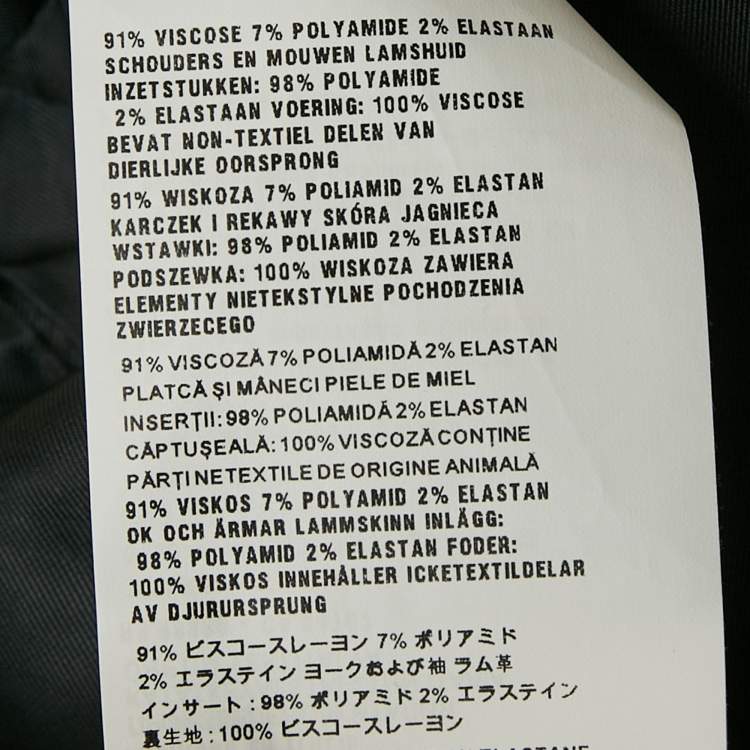 91% VISCOSE 7% POLYAMIDE 2% ELASTAAN
SCHOUDERS EN MOUWEN LAMSHUID
INZETSTUKKEN: 98% POLYAMIDE
2% ELASTAAN VOERING: 100% VISCOSE
BEVAT NON-TEXTIEL DELEN VAN
DIERLIJKE OORSPRONG
91% WISKOZA 7% POLIAMID 2% ELASTAN
KARCZEK I REKAWY SKÓRA JAGNIECA
WSTAWKI: 98% POLIAMID 2% ELASTAN
PODSZEWKA: 100% WISKOZA ZAWIERA
ELEMENTY NIETEKSTYLNE POCHODZENIA
ZWIERZECEGO
91% VISCOZĂ 7% POLIAMIDĂ 2% ELASTAN
PLATCĂ ȘI MÂNECI PIELE DE MIEL
INSERȚII: 98% POLIAMIDĂ 2% ELASTAN
CĂPTUȘEALĂ: 100% VISCOZĂ CONȚINE
PĂRȚI NETEXTILE DE ORIGINE ANIMALĂ
91% VISKOS 7% POLYAMID 2% ELASTAN
OK OCH ÄRMAR LAMMSKINN INLÄGG:
98% POLYAMID 2% ELASTAN FODER:
100% VISKOS INNEHÅLLER ICKETEXTILDELAR
AV DJURURSPRUNG
91% ビスコースレーヨン 7% ポリアミド
2% エラステイン ヨークおよび袖 ラム革
インサート : 98% ポリアミド 2% エラステイン
裏生地 : 100% ビスコースレーヨン